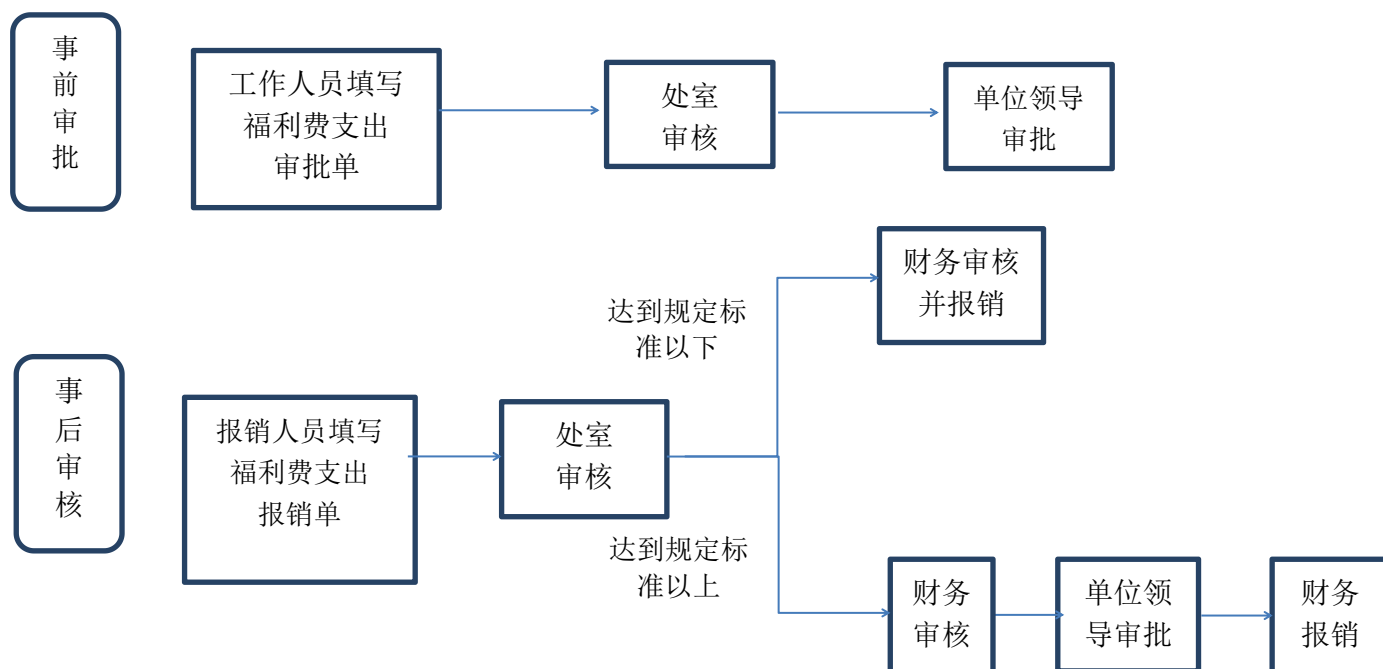 事
前
审
批
工作人员填写
福利费支出
审批单
处室
审核
单位领导
审批
事
后
审
核
报销人员填写
福利费支出
报销单
处室
审核
达到规定标
准以下
财务审核
并报销
达到规定标
准以上
财务
审核
单位领
导审批
财务
报销